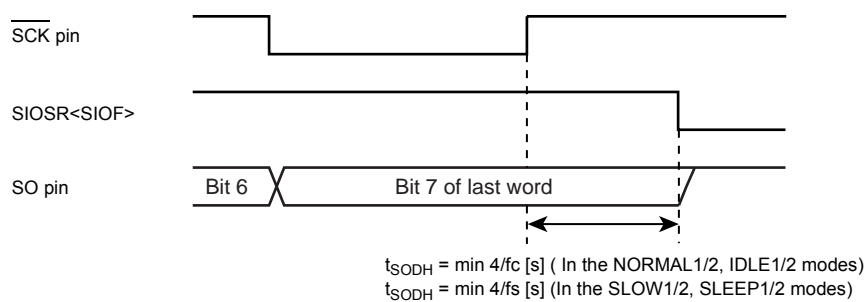 SCK pin
SIOSR<SIOF>
SO pin
Bit 6
Bit 7 of last word
tSODH = min 4/fc [s] ( In the NORMAL1/2, IDLE1/2 modes)
tSODH = min 4/fs [s] (In the SLOW1/2, SLEEP1/2 modes)